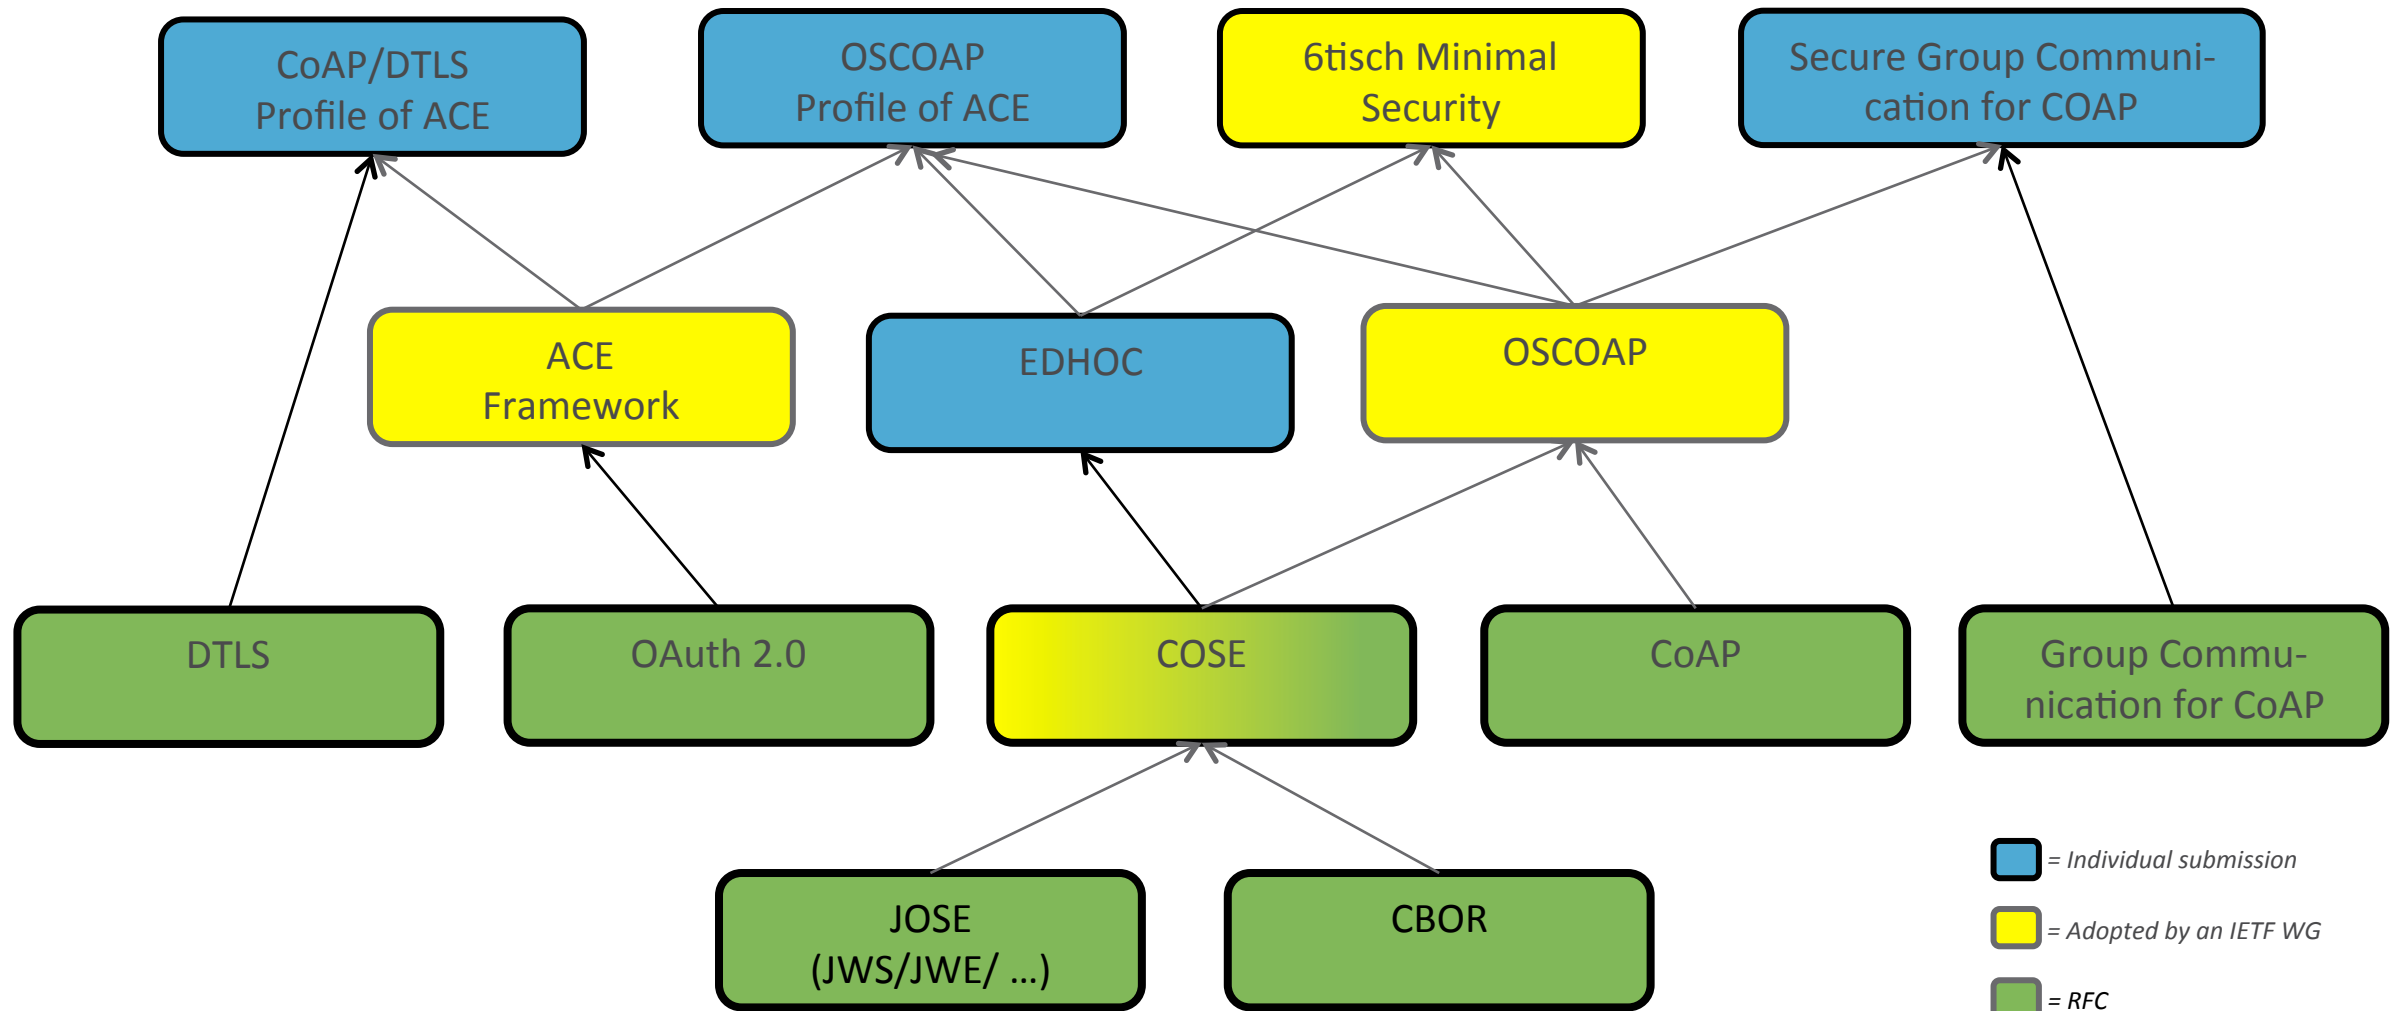 CoAP/DTLS
Profile of ACE
OSCOAP
Profile of ACE
6tisch Minimal
Security
Secure Group Communi-
cation for COAP
ACE
Framework
EDHOC
OSCOAP
DTLS
OAuth 2.0
COSE
CoAP
Group Commu-
nication for CoAP
JOSE
(JWS/JWE/ ...)
CBOR
= Individual submission
= Adopted by an IETF WG
= RFC